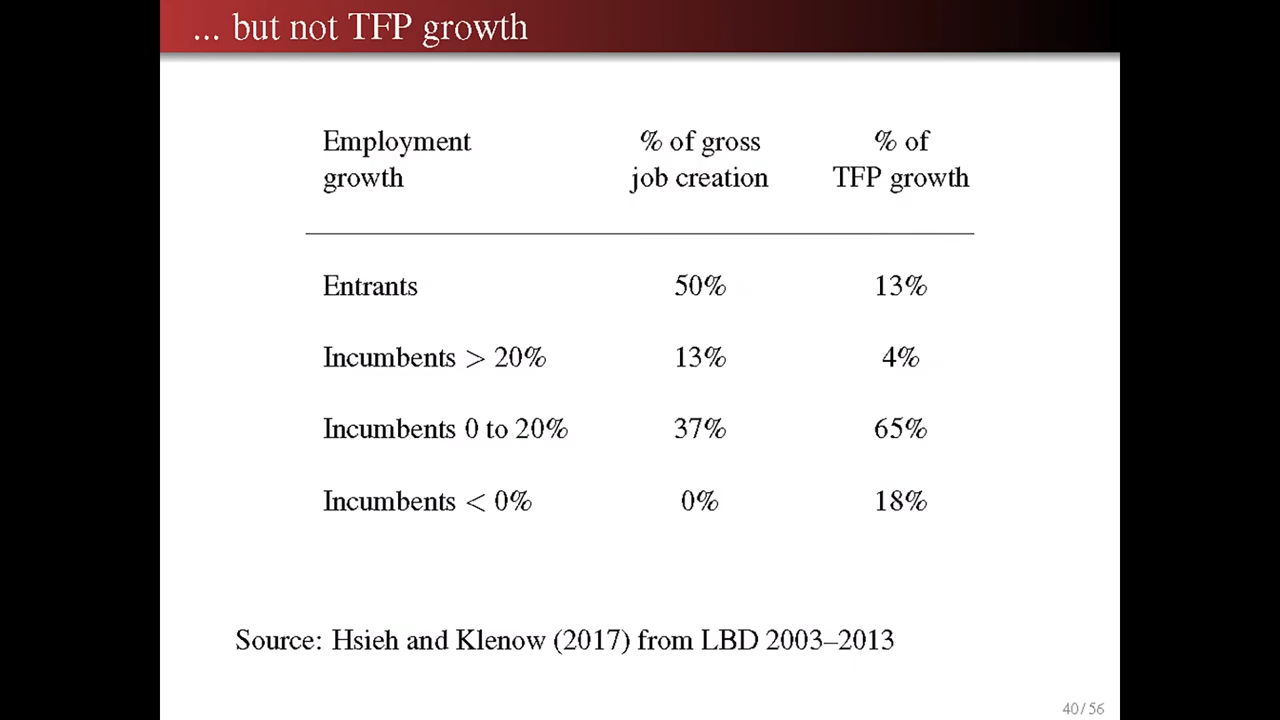 ... but not TFP growth
Employment growth % of gross job creation % of TFP growth
Entrants 50% 13%
Incumbents > 20% 13% 4%
Incumbents 0 to 20% 37% 65%
Incumbents < 0% 0% 18%
Source: Hsieh and Klenow (2017) from LBD 2003–2013
40 / 56